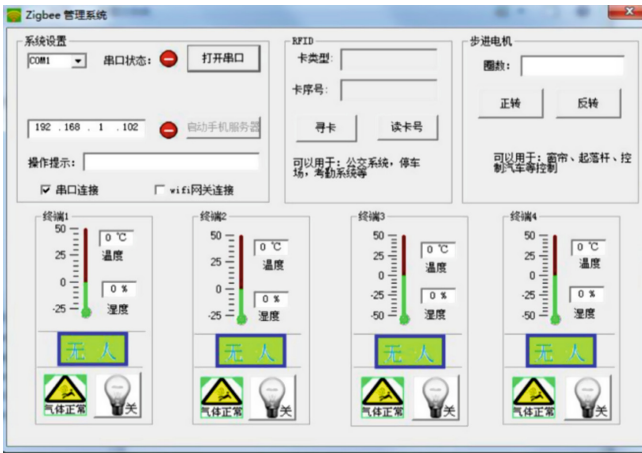 Zigbee 管理系统
系统设置
COM1
串口状态:
打开串口
192 .168 . 1 .102
启动手机服务器
操作提示:
串口连接
wifi网关连接
RFID
卡类型:
卡序号:
寻卡
读卡号
可以用于: 公交系统, 停车
场, 考勤系统等
步进电机
圈数:
正转
反转
可以用于: 窗帘、起落杆、控
制汽车等控制
终端1
50
25
0
-25
0 ℃
温度
0 %
湿度
无 人
气体正常
关
终端2
50
25
0
-25
0 ℃
温度
0 %
湿度
无 人
气体正常
关
终端3
50
25
0
-25
-50
0 ℃
温度
0 %
湿度
无 人
气体正常
关
终端4
50
25
0
-25
-50
0 ℃
温度
0 %
湿度
无 人
气体正常
关